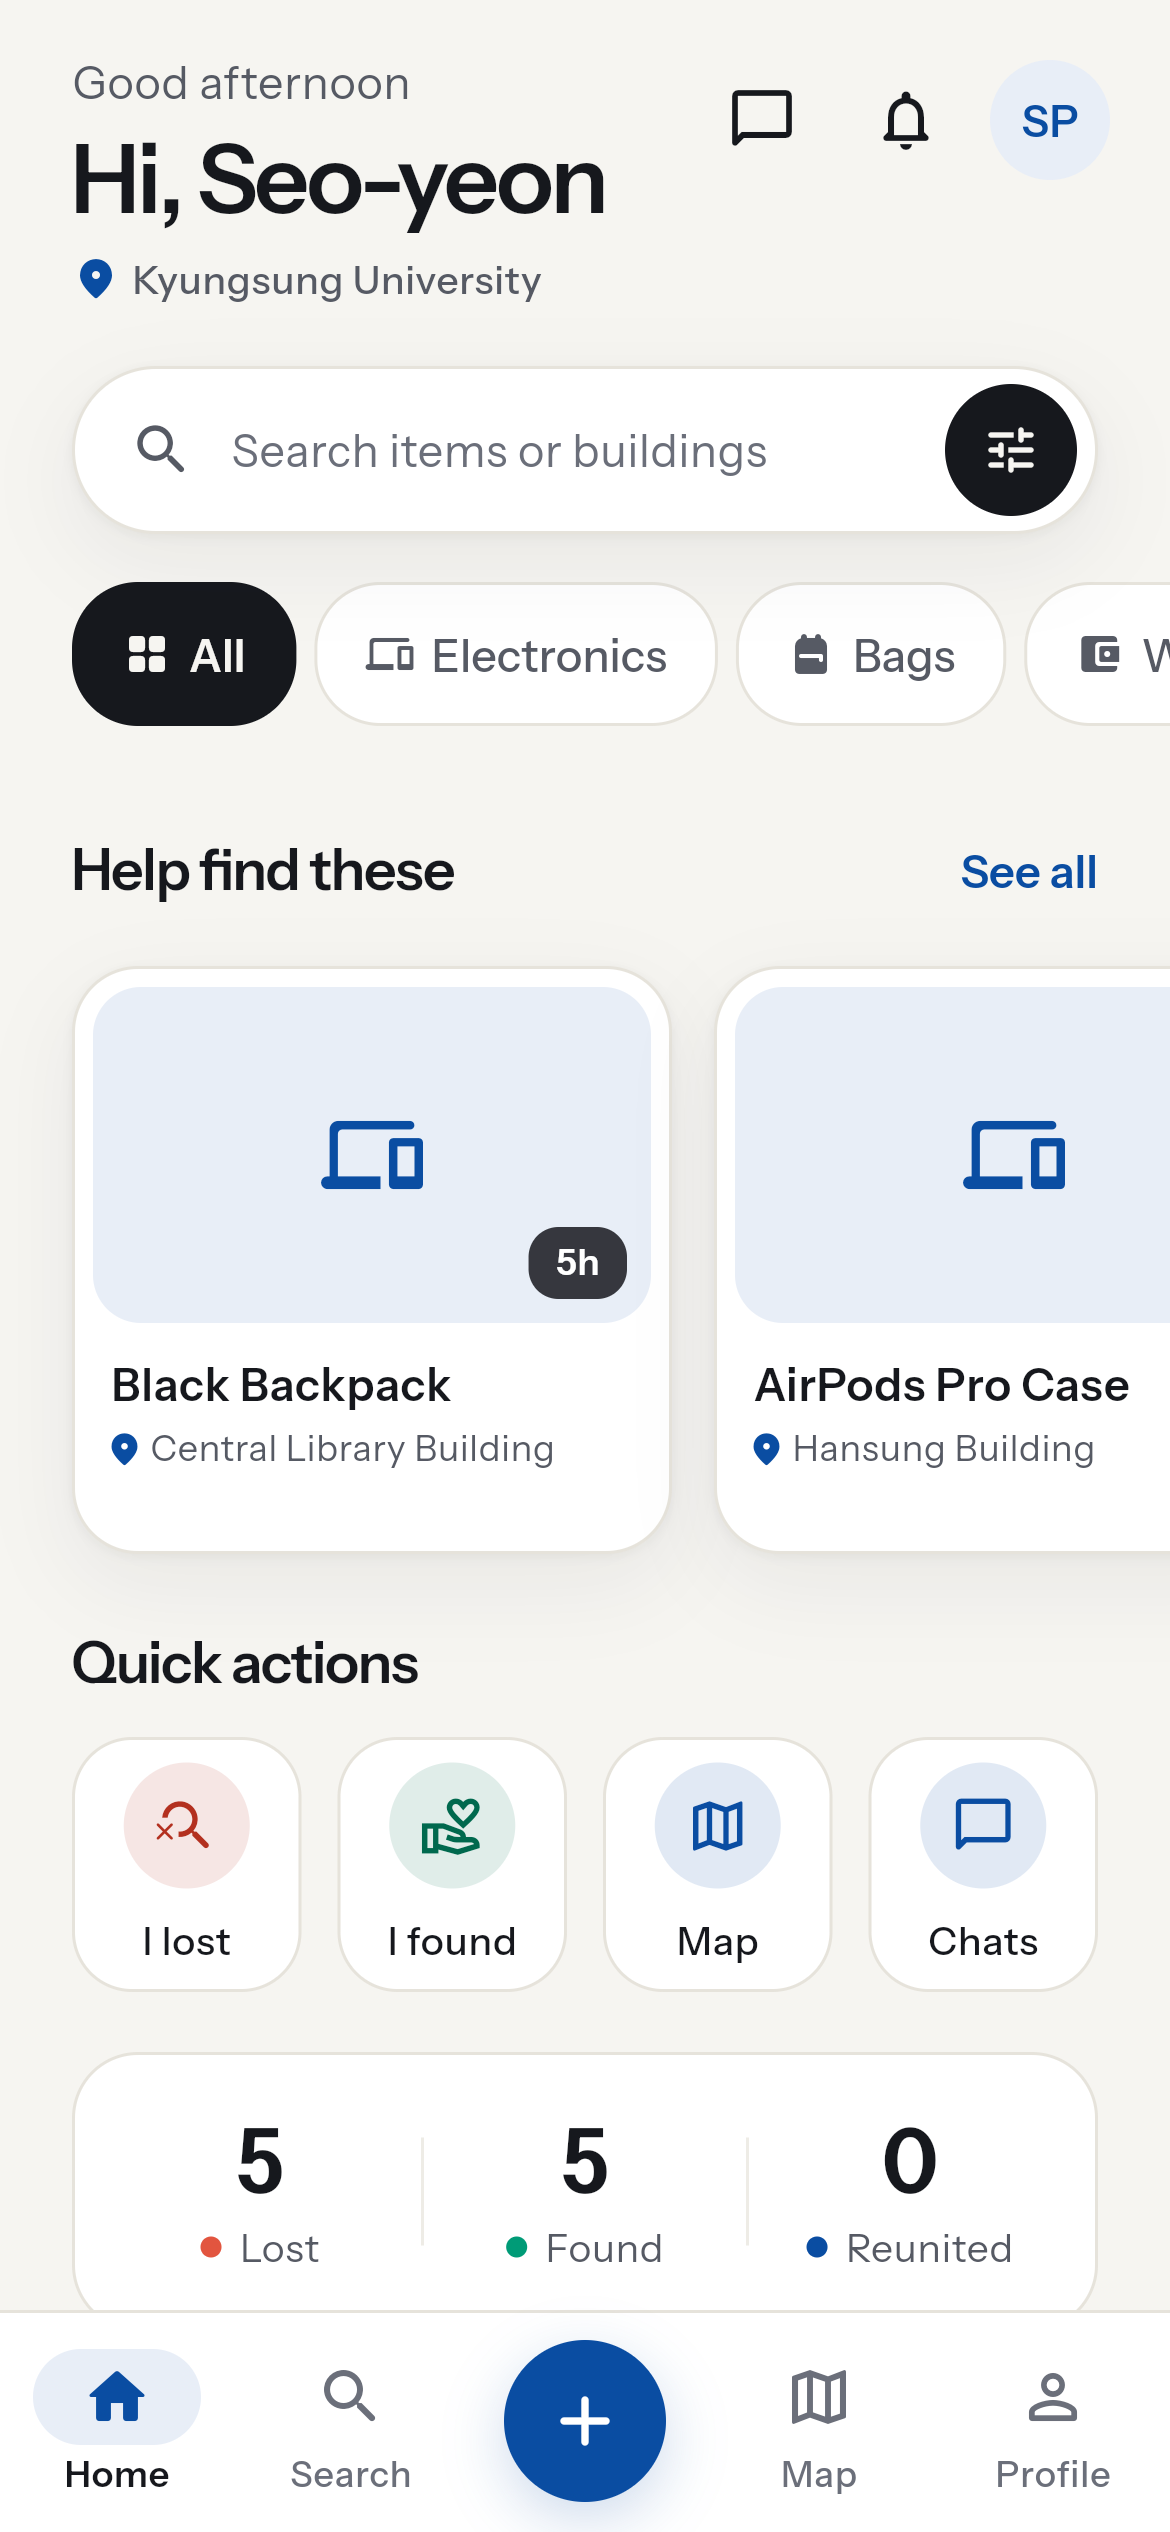 Good afternoon
Hi, Seo-yeon
SP
Kyungsung University
Search items or buildings
All
Electronics
Bags
Help find these
See all
5h
Black Backpack
Central Library Building
AirPods Pro Case
Hansung Building
Quick actions
I lost
I found
Map
Chats
5
5
0
Lost
Found
Reunited
Home
Search
Map
Profile